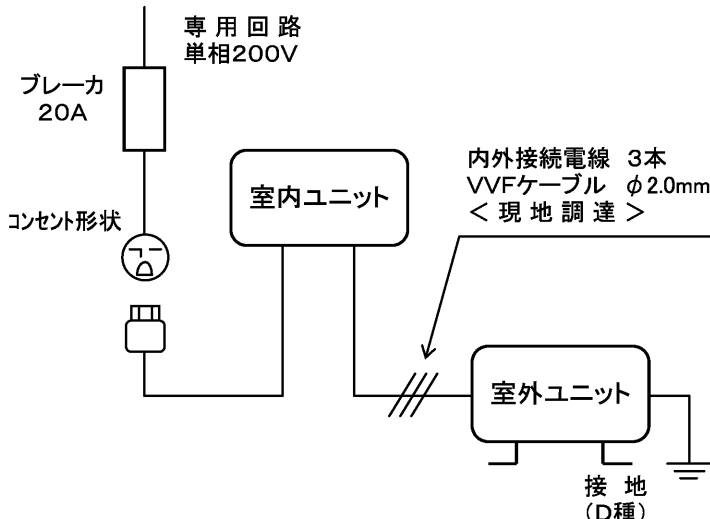 専用回路
単相200V
ブレーカ
20A
コンセント形状
室内ユニット
内外接続電線 3本
VVFケーブル φ2.0mm
＜現地調達＞
室外ユニット
接地
(D種)